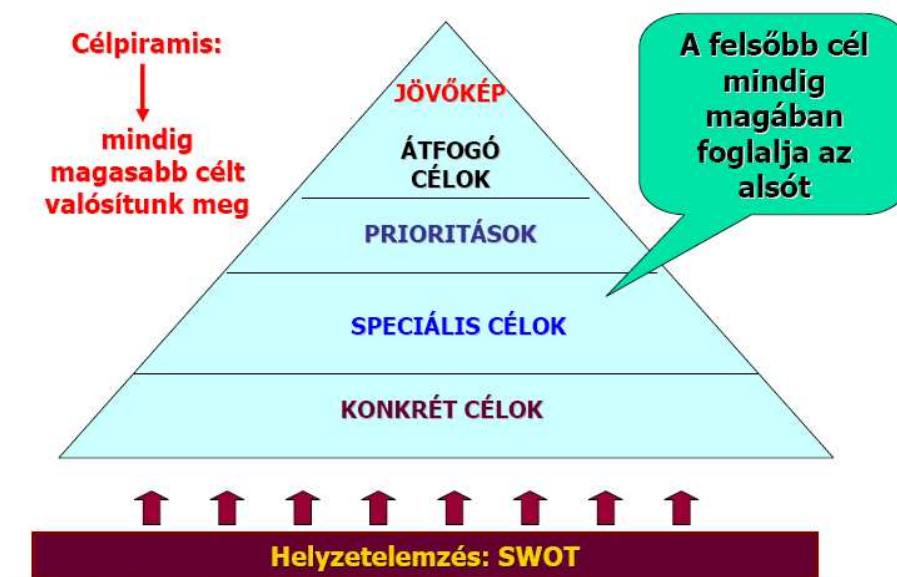 Célpiramis:
mindig
magasabb célt
valósítunk meg
JÖVŐKÉP
ÁTFOGÓ
CÉLOK
PRIORITÁSOK
SPECIÁLIS CÉLOK
KONKRÉT CÉLOK
A felsőbb cél
mindig
magában
foglalja az
alsót
Helyzetelemzés: SWOT